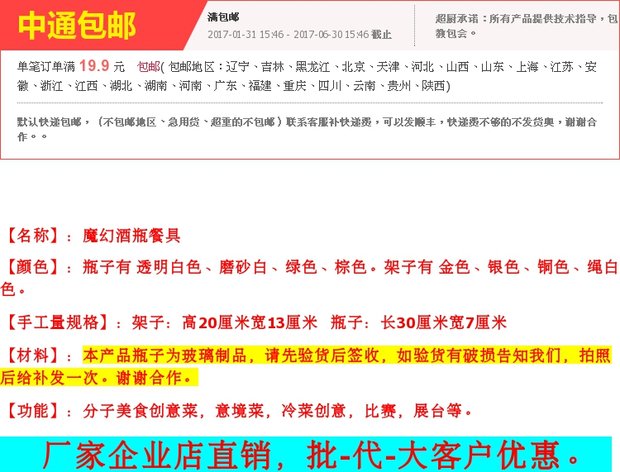 中通包邮
满包邮
2017-01-31 15:46 - 2017-06-30 15:46 截止
超厨承诺：所有产品提供技术指导，包
教包会。
单笔订单满 19.9 元 包邮( 包邮地区：辽宁、吉林、黑龙江、北京、天津、河北、山西、山东、上海、江苏、安
徽、浙江、江西、湖北、湖南、河南、广东、福建、重庆、四川、云南、贵州、陕西)
默认快递包邮，（不包邮地区、急用货、超重的不包邮）联系客服补快递费，可以发顺丰，快递费不够的不发货奥，谢谢合
作。。
【名称】：魔幻酒瓶餐具
【颜色】：瓶子有 透明白色、磨砂白、绿色、棕色。架子有 金色、银色、铜色、绳白
色。
【手工量规格】：架子：高20厘米宽13厘米 瓶子：长30厘米宽7厘米
【材料】：本产品瓶子为玻璃制品，请先验货后签收，如验货有破损告知我们，拍照
后给补发一次。谢谢合作。
【功能】：分子美食创意菜，意境菜，冷菜创意，比赛，展台等。
厂家企业店直销，批-代-大客户优惠。